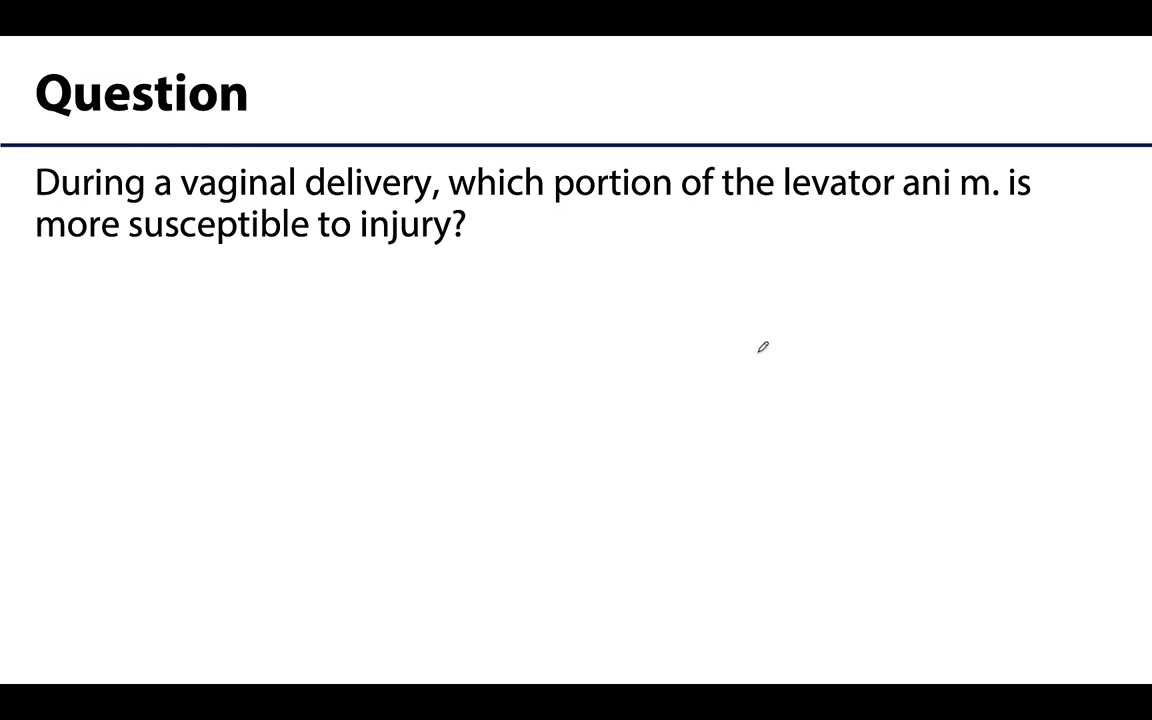 Question
During a vaginal delivery, which portion of the levator ani m. is
more susceptible to injury?